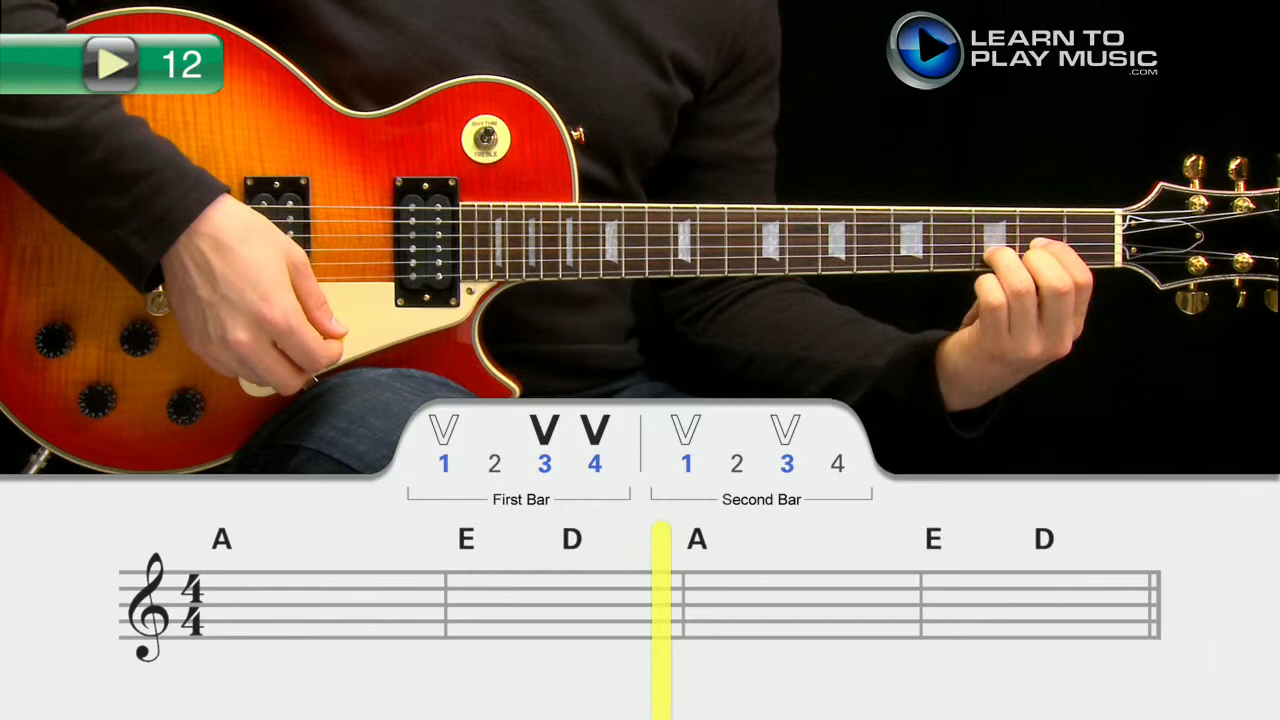 12
LEARN TO
PLAY MUSIC
.COM
RHYTHM
TREBLE
V V V V V
1 2 3 4 1 2 3 4
First Bar Second Bar
A E D A E D
4
4